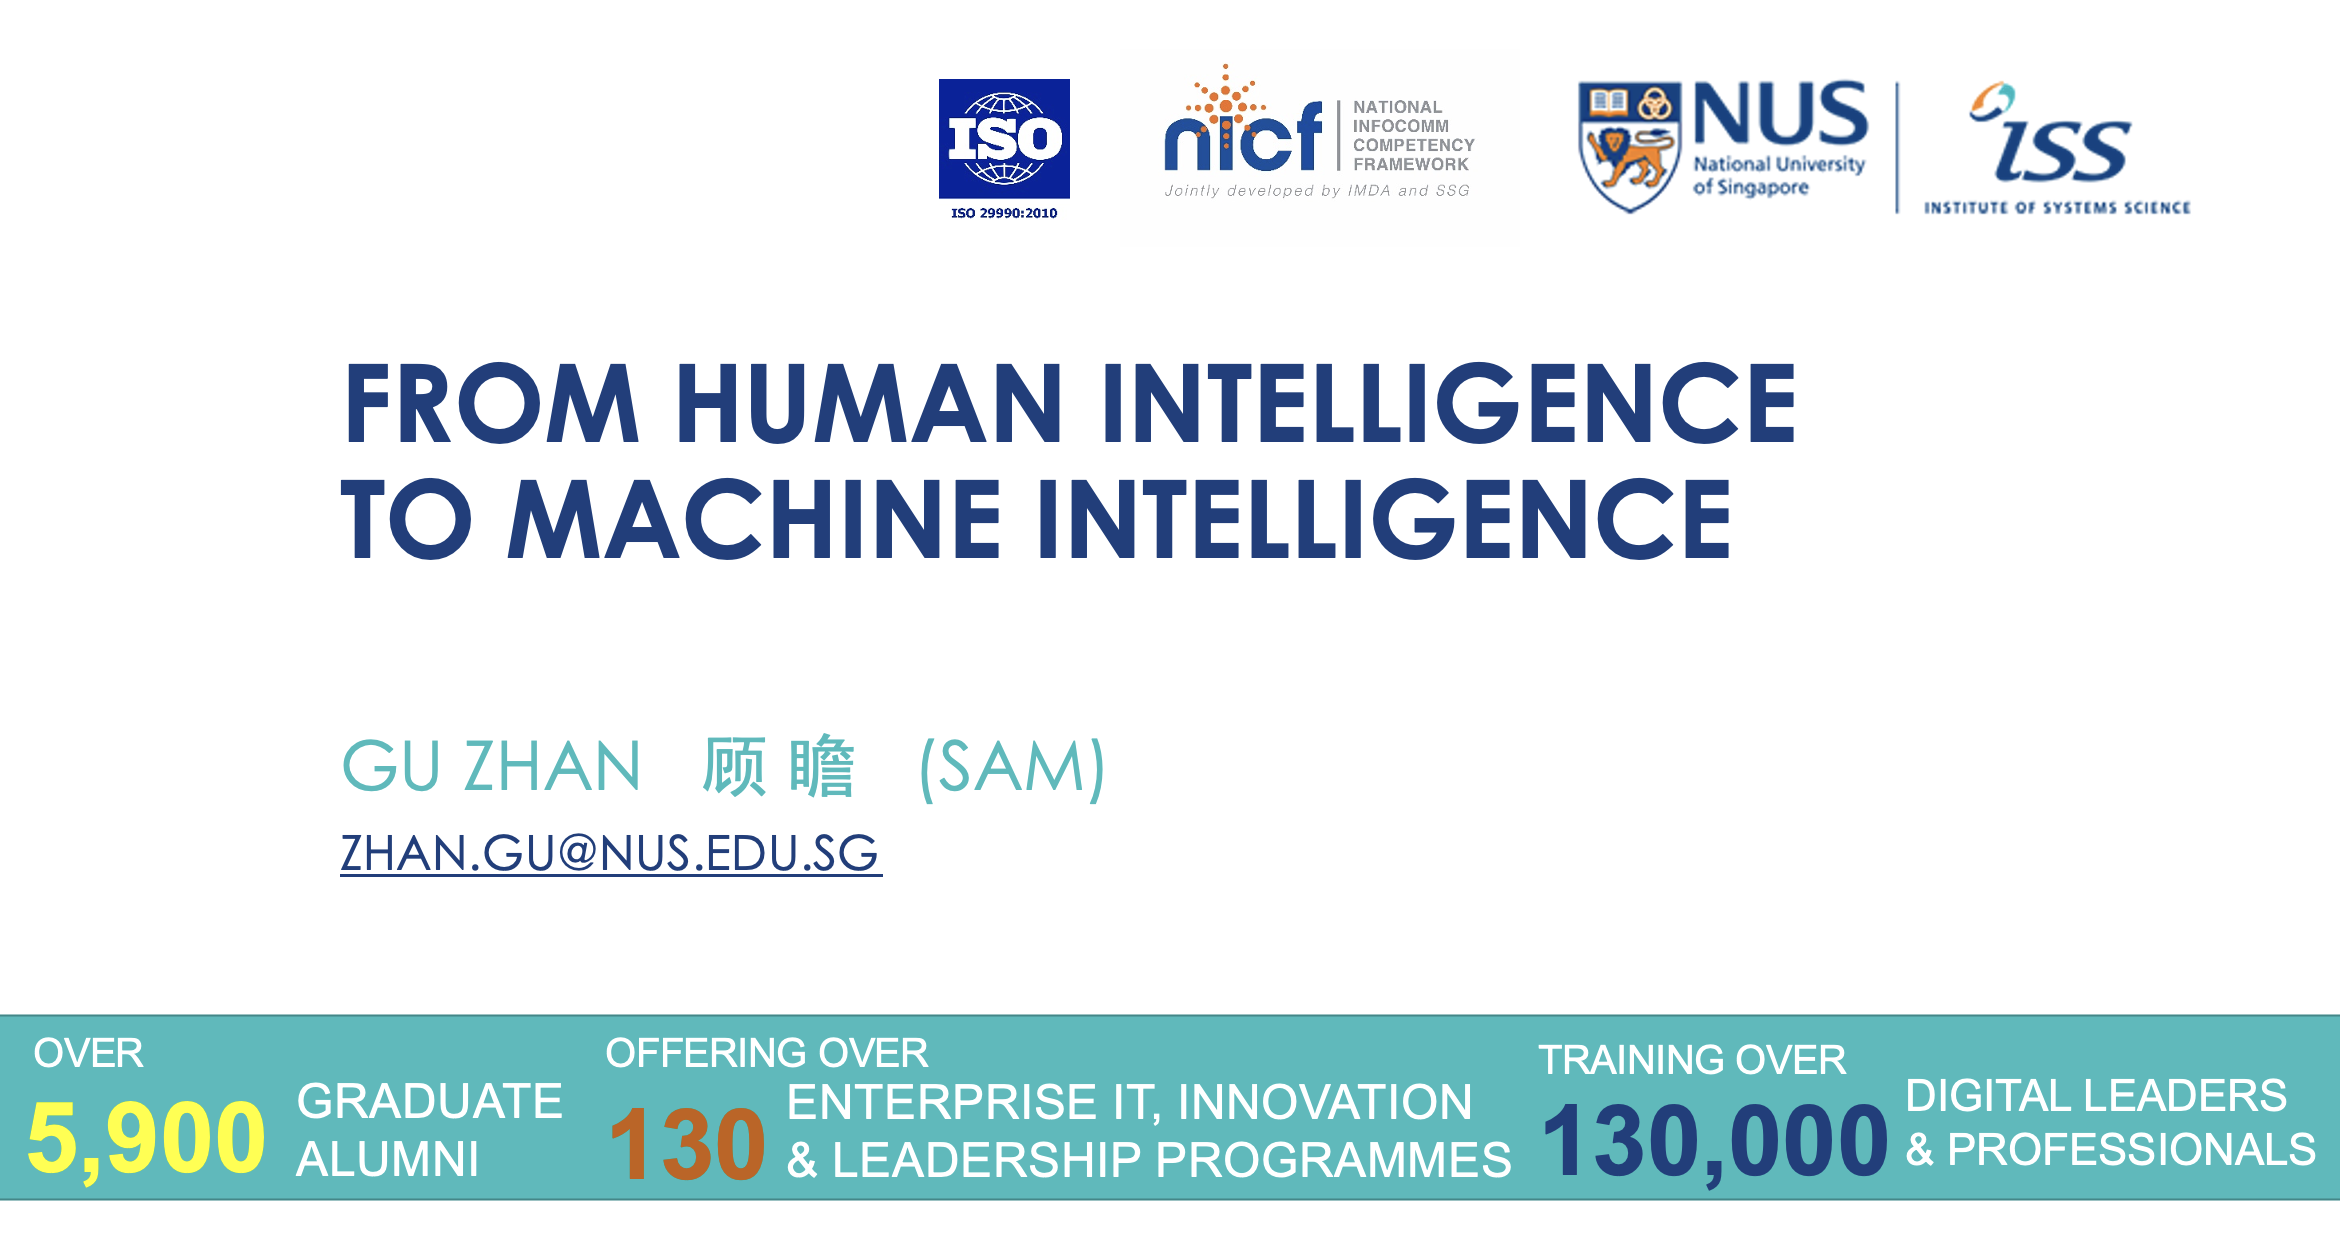 ISO
ISO 29990:2010
nicf
NATIONAL
INFOCOMM
COMPETENCY
FRAMEWORK
Jointly developed by IMDA and SSG
NUS
National University
of Singapore
iss
INSTITUTE OF SYSTEMS SCIENCE
FROM HUMAN INTELLIGENCE
TO MACHINE INTELLIGENCE
GU ZHAN 顾 瞻 (SAM)
ZHAN.GU@NUS.EDU.SG
OVER
5,900
GRADUATE
ALUMNI
OFFERING OVER
130
ENTERPRISE IT, INNOVATION
& LEADERSHIP PROGRAMMES
TRAINING OVER
130,000
DIGITAL LEADERS
& PROFESSIONALS